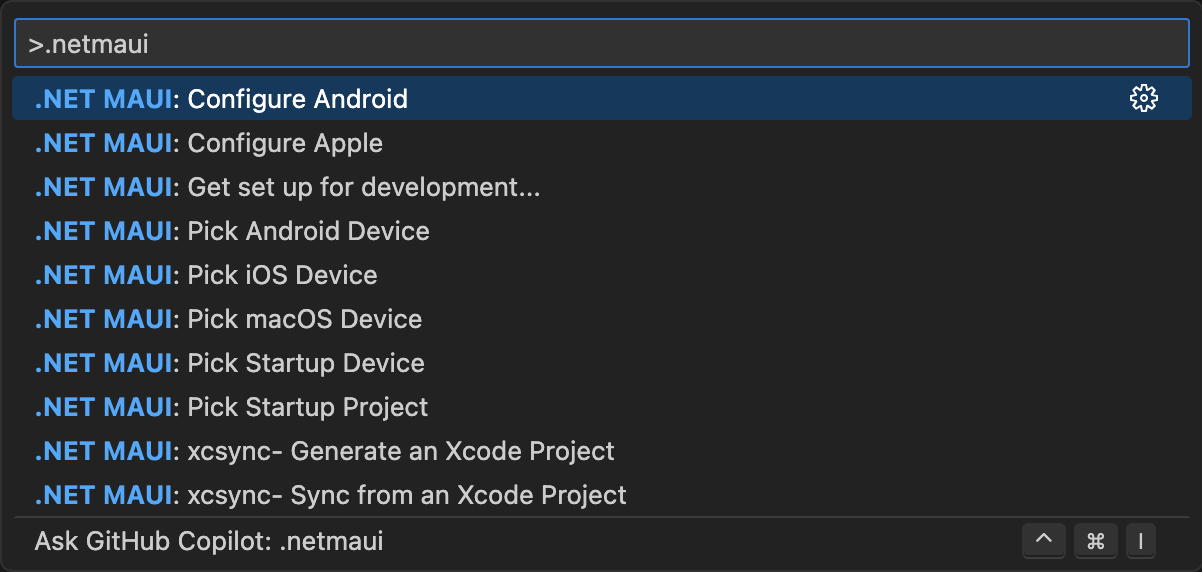 >.netmaui
.NET MAUI: Configure Android
.NET MAUI: Configure Apple
.NET MAUI: Get set up for development...
.NET MAUI: Pick Android Device
.NET MAUI: Pick iOS Device
.NET MAUI: Pick macOS Device
.NET MAUI: Pick Startup Device
.NET MAUI: Pick Startup Project
.NET MAUI: xcsync- Generate an Xcode Project
.NET MAUI: xcsync- Sync from an Xcode Project
Ask GitHub Copilot: .netmaui ⌃ ⌘ I